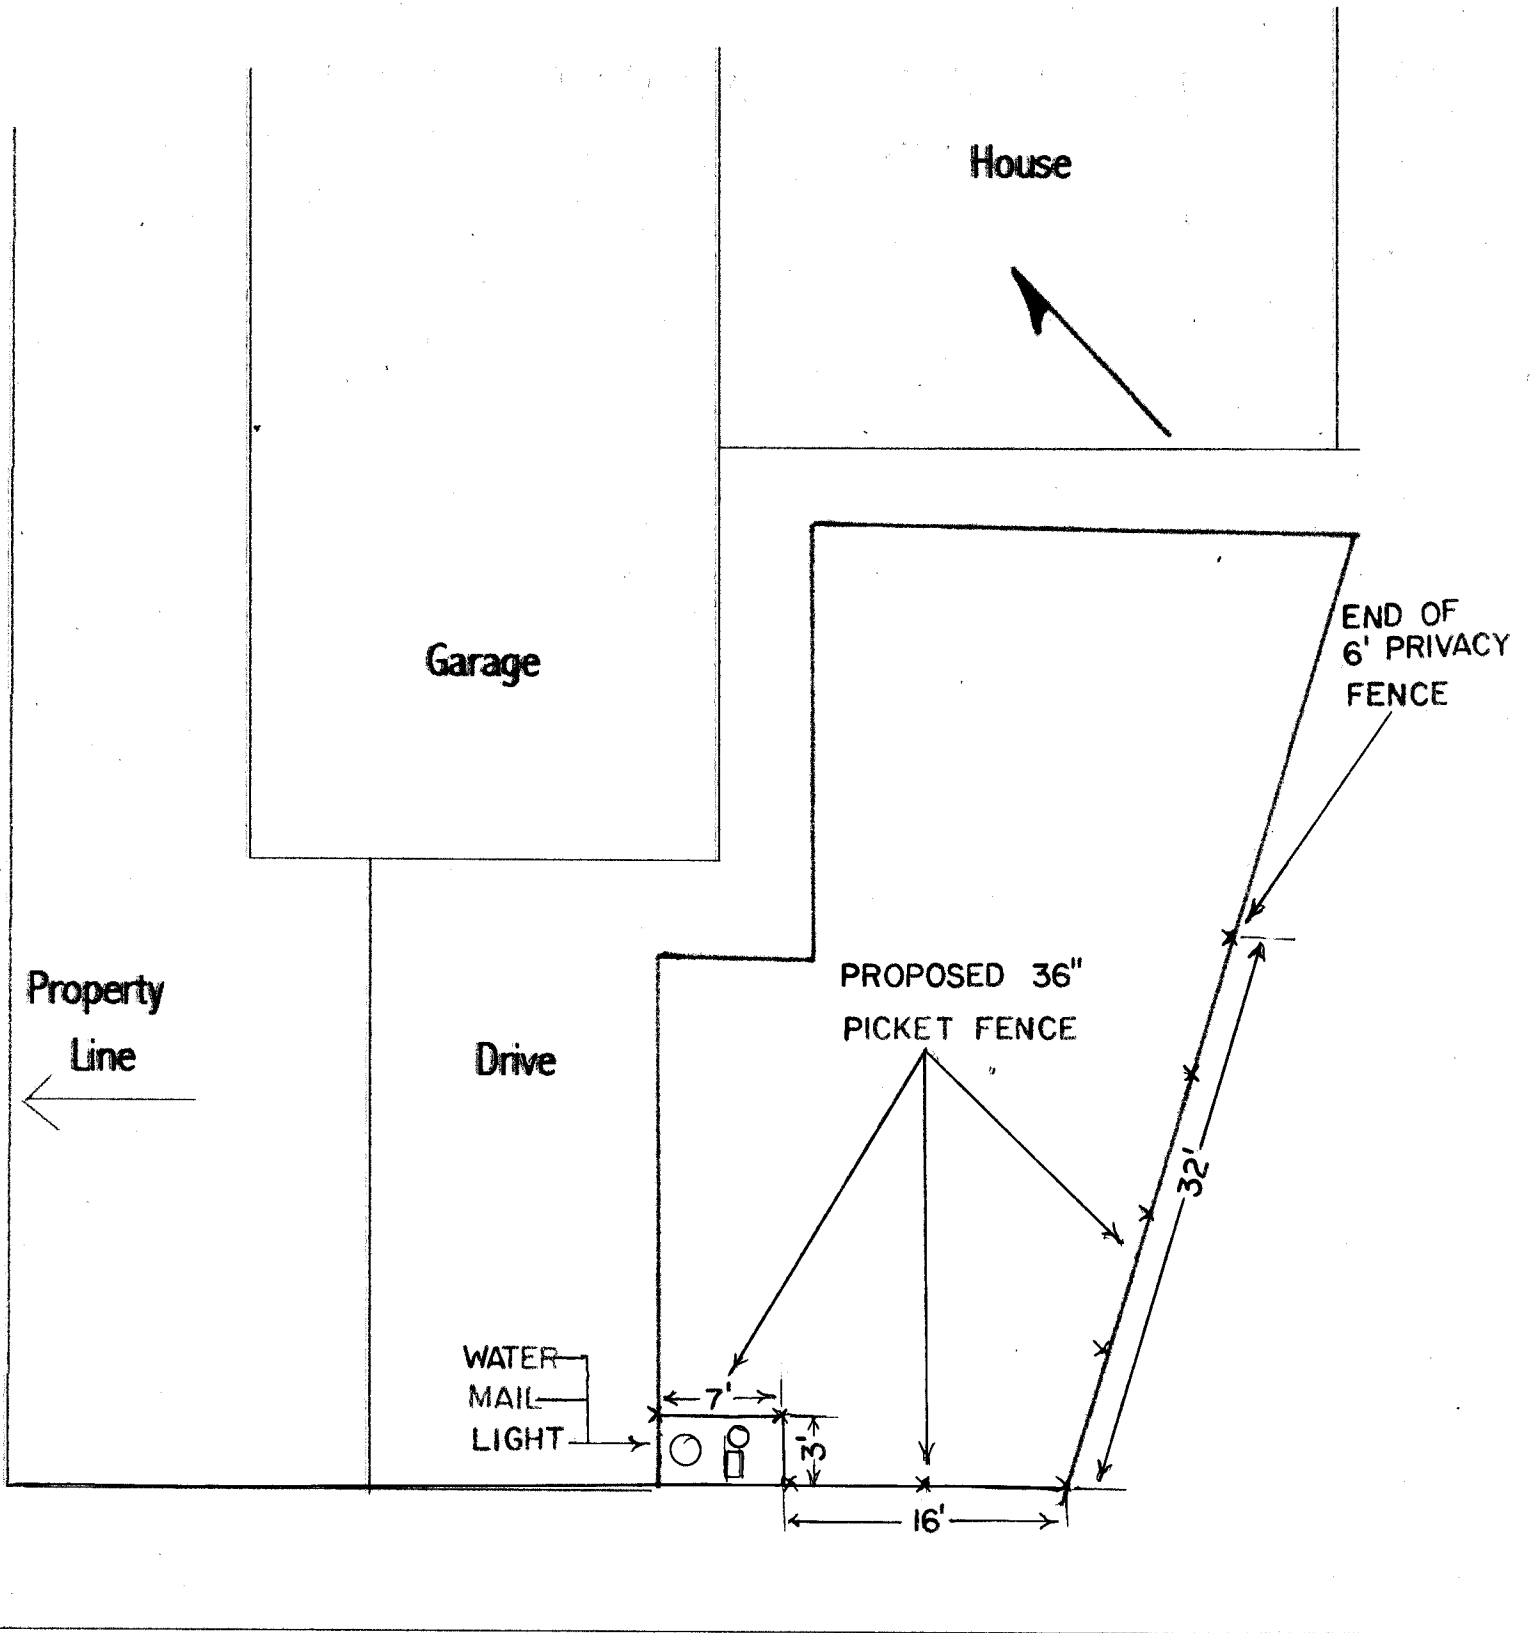 House
END OF
6' PRIVACY
FENCE
Garage
Property
Line
Drive
PROPOSED 36"
PICKET FENCE
32'
WATER
MAIL
LIGHT
7'
3'
16'